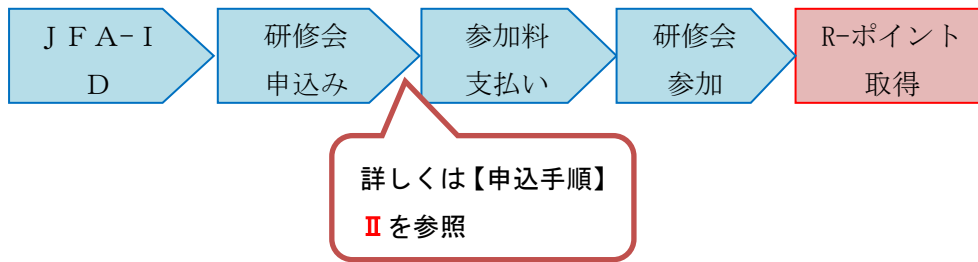 ＪＦＡ-Ｉ
Ｄ
研修会
申込み
参加料
支払い
研修会
参加
R-ポイント
取得
詳しくは【申込手順】
Ⅱを参照